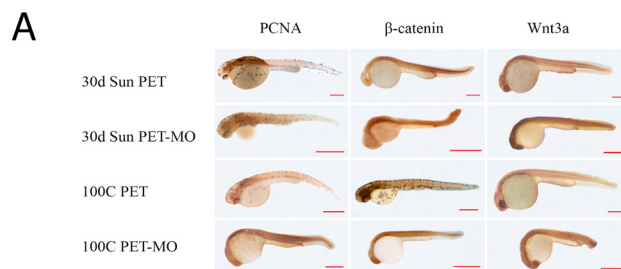 A
PCNA β-catenin Wnt3a
30d Sun PET
30d Sun PET-MO
100C PET
100C PET-MO